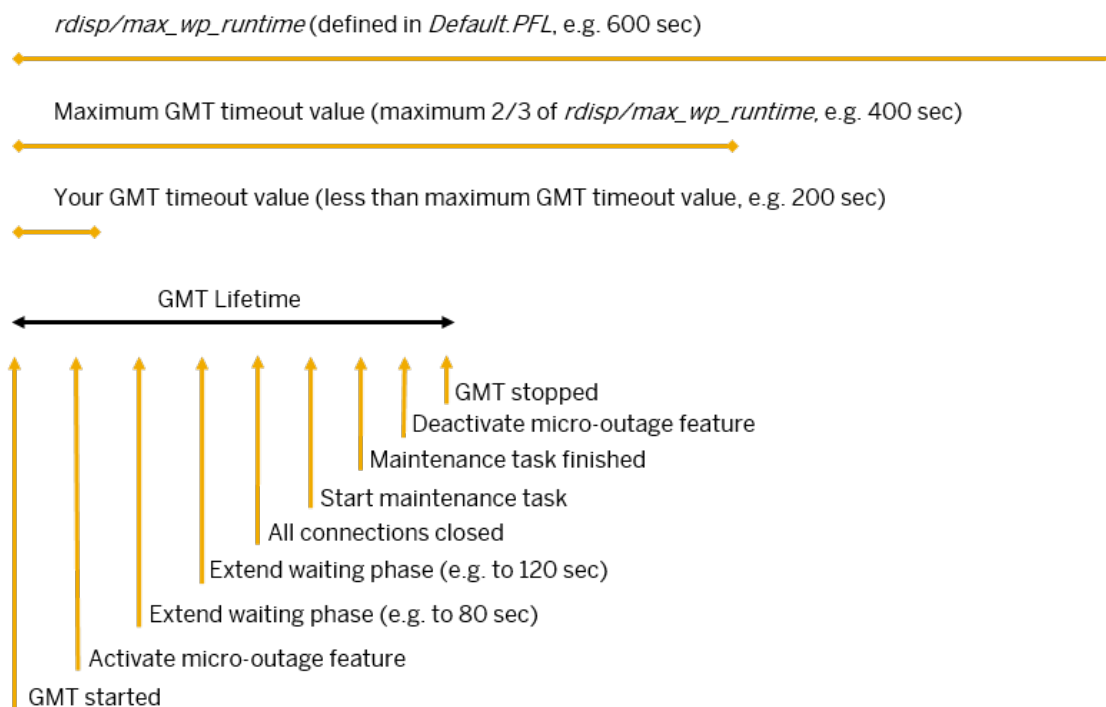 rdisp/max_wp_runtime (defined in Default.PFL, e.g. 600 sec)
Maximum GMT timeout value (maximum 2/3 of rdisp/max_wp_runtime, e.g. 400 sec)
Your GMT timeout value (less than maximum GMT timeout value, e.g. 200 sec)
GMT Lifetime
GMT stopped
Deactivate micro-outage feature
Maintenance task finished
Start maintenance task
All connections closed
Extend waiting phase (e.g. to 120 sec)
Extend waiting phase (e.g. to 80 sec)
Activate micro-outage feature
GMT started